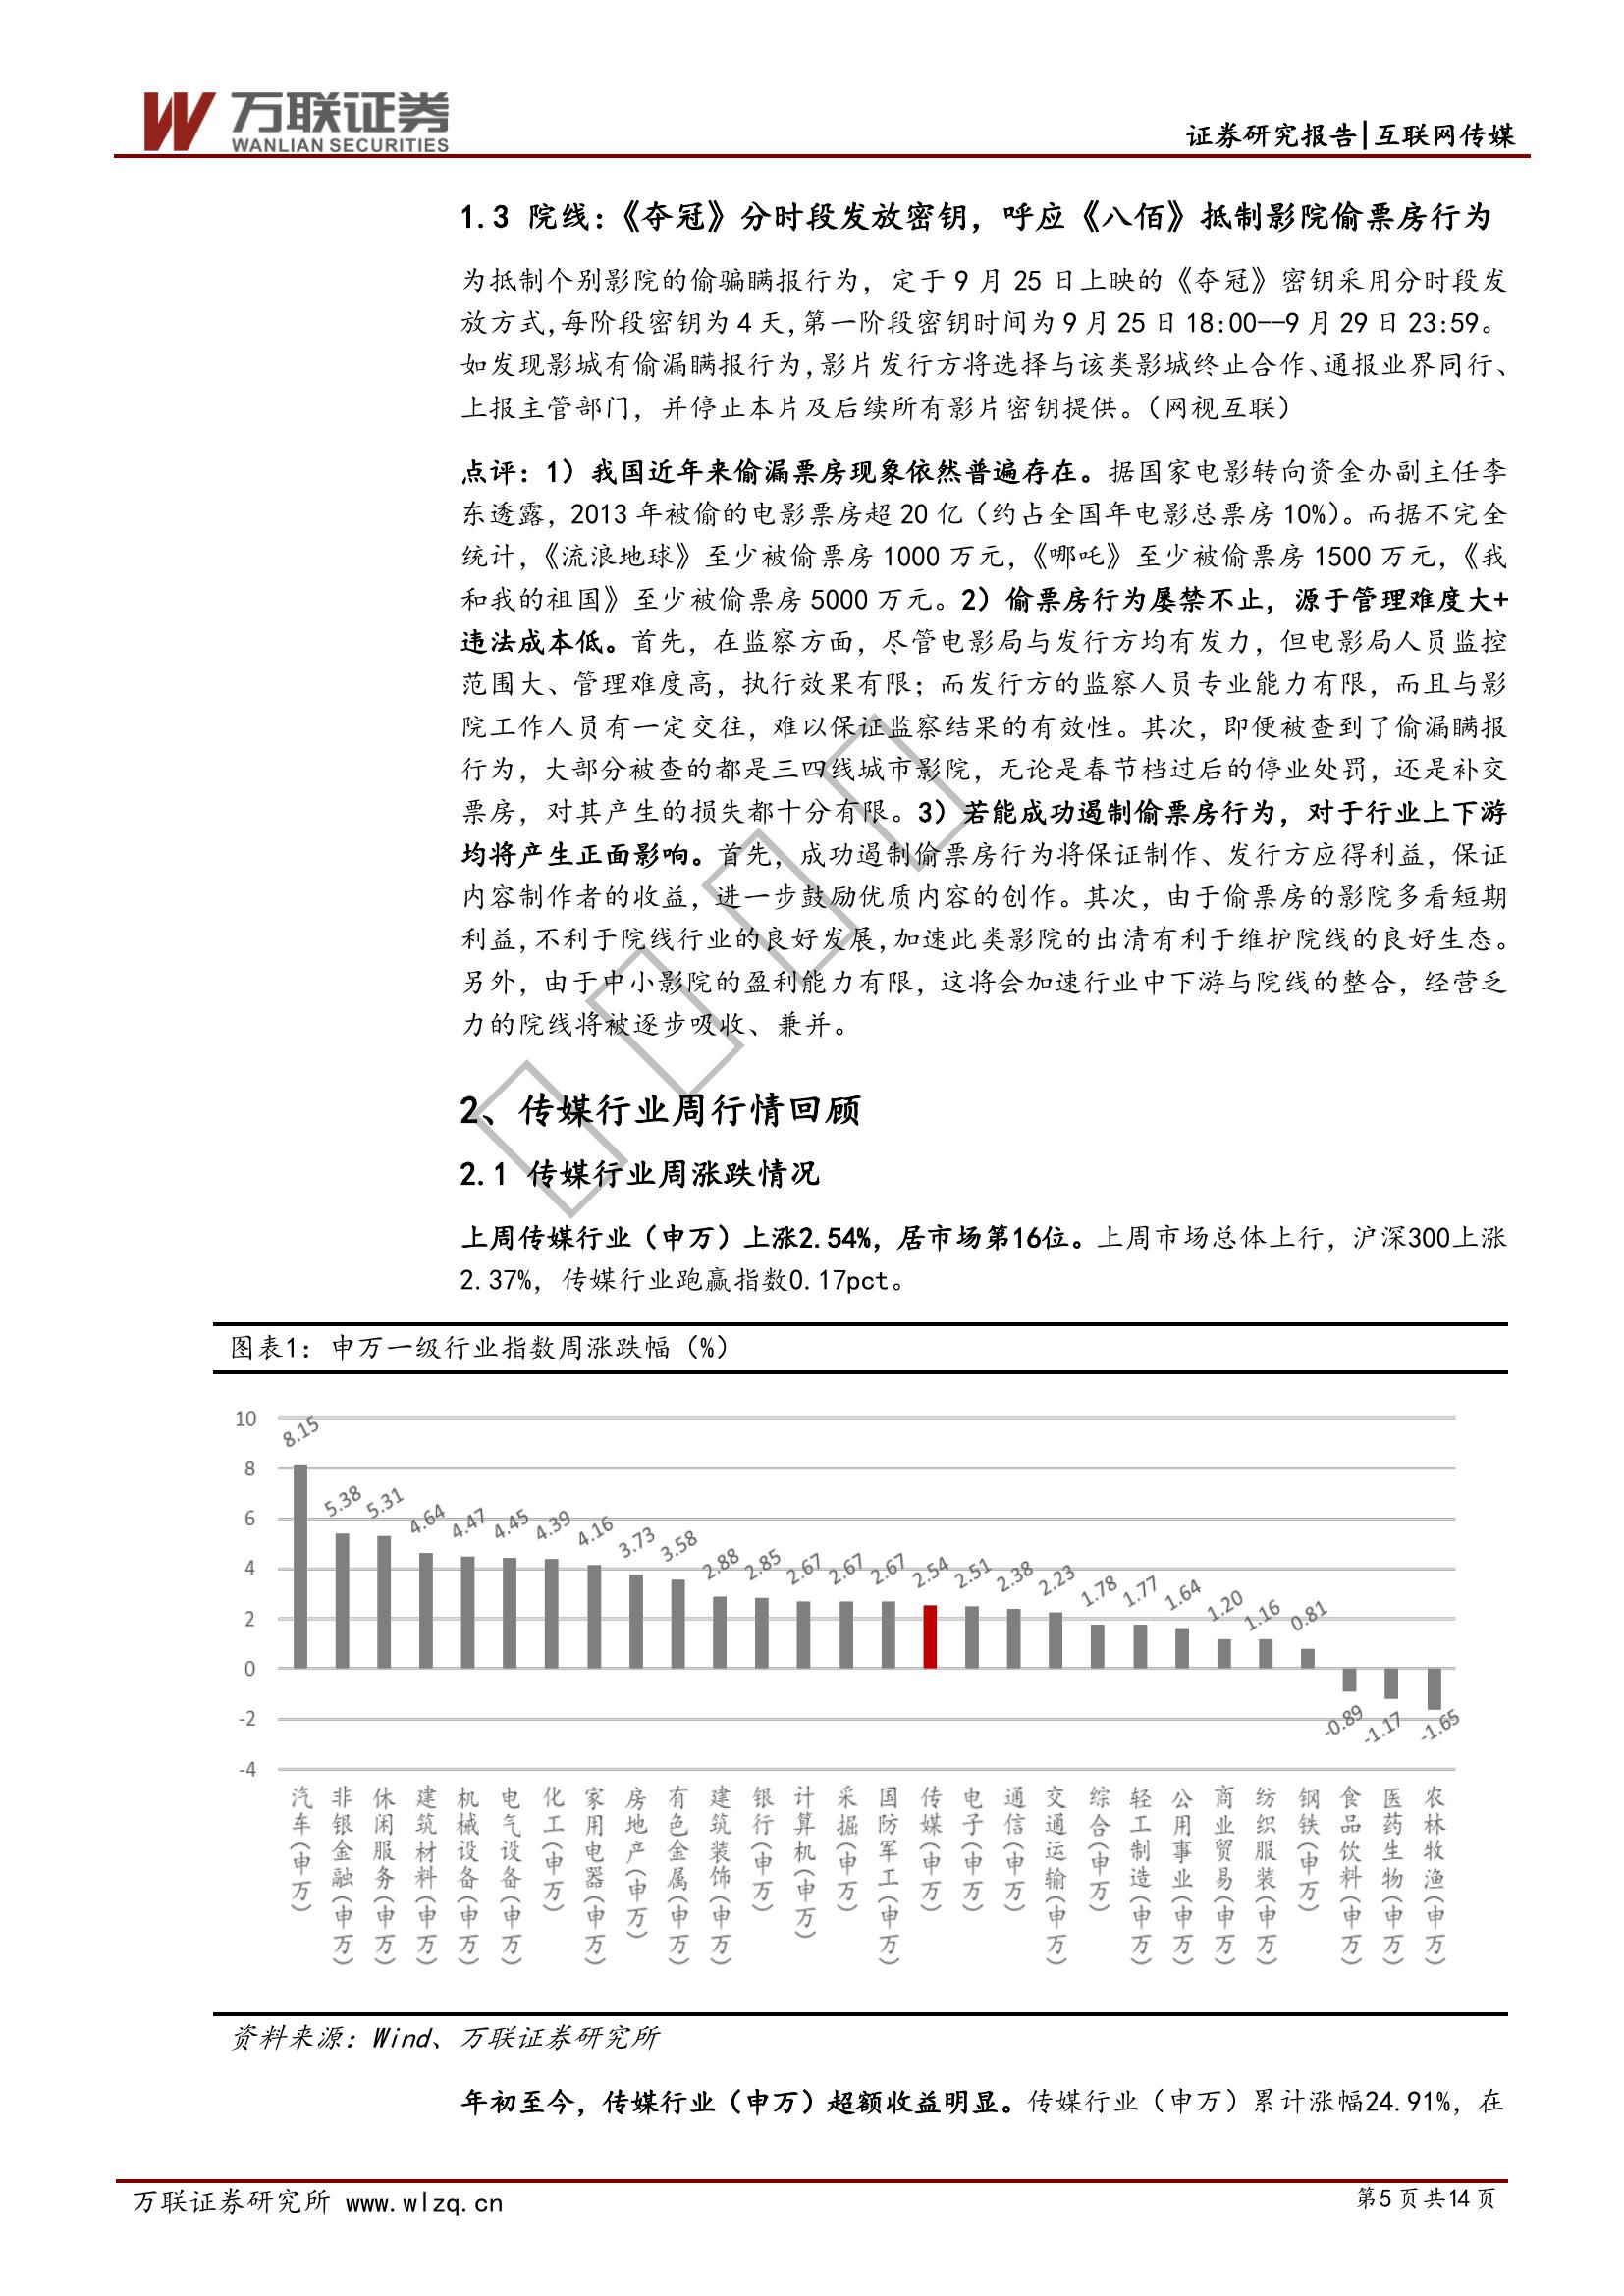 万联证券
WANLIAN SECURITIES
证券研究报告|互联网传媒
1.3 院线：《夺冠》分时段发放密钥，呼应《八佰》抵制影院偷票房行为
为抵制个别影院的偷骗瞒报行为，定于 9 月 25 日上映的《夺冠》密钥采用分时段发
放方式,每阶段密钥为 4 天,第一阶段密钥时间为 9 月 25 日 18:00--9 月 29 日 23:59。
如发现影城有偷漏瞒报行为,影片发行方将选择与该类影城终止合作、通报业界同行、
上报主管部门，并停止本片及后续所有影片密钥提供。（网视互联）
点评：1）我国近年来偷漏票房现象依然普遍存在。据国家电影转向资金办副主任李
东透露，2013 年被偷的电影票房超 20 亿（约占全国年电影总票房 10%）。而据不完全
统计，《流浪地球》至少被偷票房 1000 万元，《哪吒》至少被偷票房 1500 万元，《我
和我的祖国》至少被偷票房 5000 万元。2）偷票房行为屡禁不止，源于管理难度大+
违法成本低。首先，在监察方面，尽管电影局与发行方均有发力，但电影局人员监控
范围大、管理难度高，执行效果有限；而发行方的监察人员专业能力有限，而且与影
院工作人员有一定交往，难以保证监察结果的有效性。其次，即便被查到了偷漏瞒报
行为，大部分被查的都是三四线城市影院，无论是春节档过后的停业处罚，还是补交
票房，对其产生的损失都十分有限。3）若能成功遏制偷票房行为，对于行业上下游
均将产生正面影响。首先，成功遏制偷票房行为将保证制作、发行方应得利益，保证
内容制作者的收益，进一步鼓励优质内容的创作。其次，由于偷票房的影院多看短期
利益,不利于院线行业的良好发展,加速此类影院的出清有利于维护院线的良好生态。
另外，由于中小影院的盈利能力有限，这将会加速行业中下游与院线的整合，经营乏
力的院线将被逐步吸收、兼并。
2、传媒行业周行情回顾
2.1 传媒行业周涨跌情况
上周传媒行业（申万）上涨2.54%，居市场第16位。上周市场总体上行，沪深300上涨
2.37%，传媒行业跑赢指数0.17pct。
图表1：申万一级行业指数周涨跌幅（%）
10
8
6
4
2
0
-2
-4
8.15
5.38
5.31
4.64
4.47
4.45
4.39
4.16
3.73
3.58
2.88
2.85
2.67
2.67
2.67
2.54
2.51
2.38
2.23
1.78
1.77
1.64
1.20
1.16
0.81
-0.89
-1.17
-1.65
汽车(申万)
非银金融(申万)
休闲服务(申万)
建筑材料(申万)
机械设备(申万)
电气设备(申万)
化工(申万)
家用电器(申万)
房地产(申万)
有色金属(申万)
建筑装饰(申万)
银行(申万)
计算机(申万)
采掘(申万)
国防军工(申万)
传媒(申万)
电子(申万)
通信(申万)
交通运输(申万)
综合(申万)
轻工制造(申万)
公用事业(申万)
商业贸易(申万)
纺织服装(申万)
钢铁(申万)
食品饮料(申万)
医药生物(申万)
农林牧渔(申万)
资料来源：Wind、万联证券研究所
年初至今，传媒行业（申万）超额收益明显。传媒行业（申万）累计涨幅24.91%，在
万联证券研究所 www.wlzq.cn
第5 页 共14 页